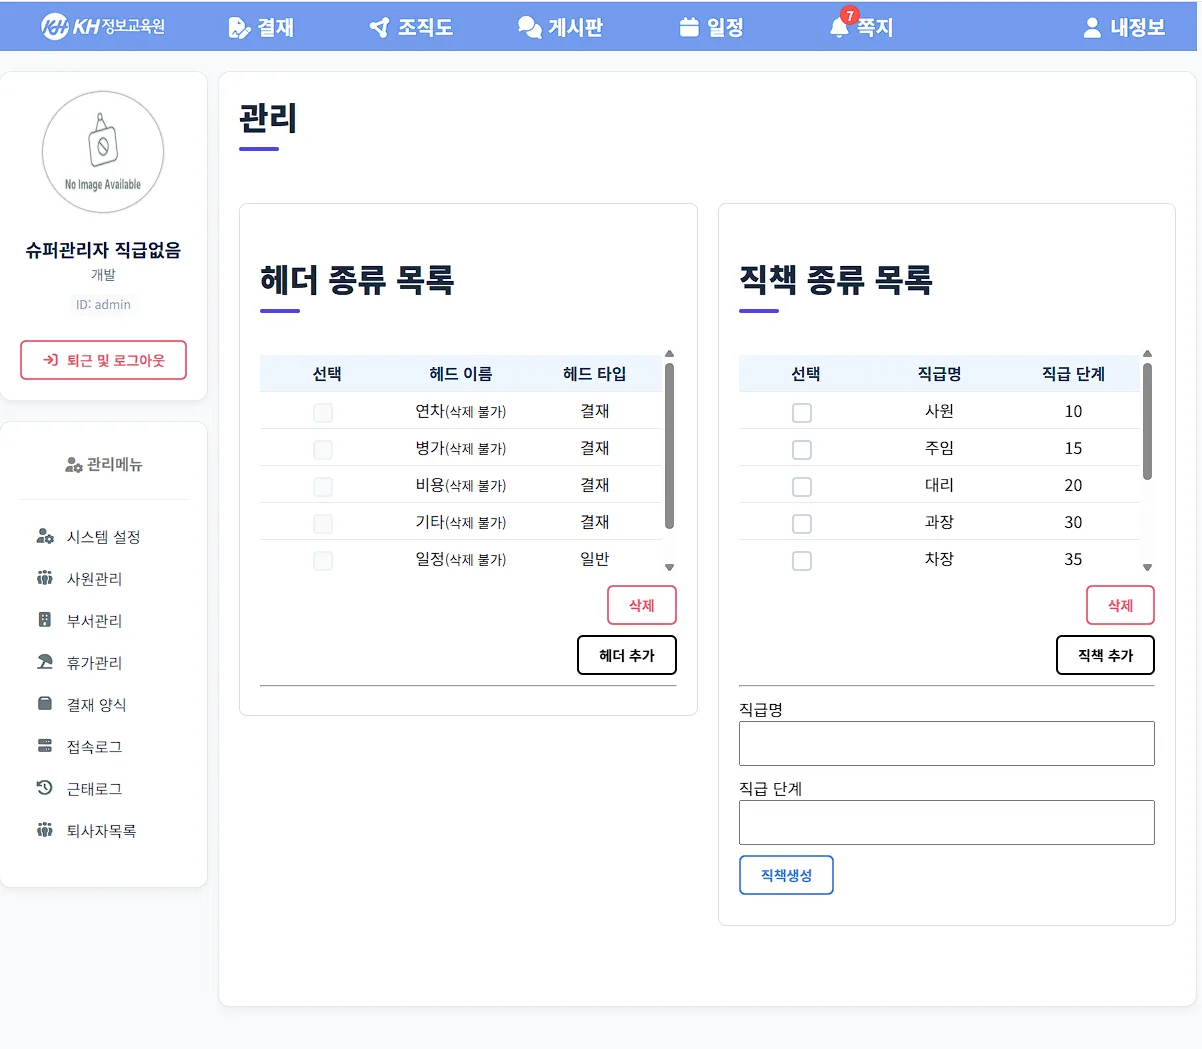 KH 정보교육원 결재 조직도 게시판 일정 7 쪽지 내정보
No Image Available
슈퍼관리자 직급없음
개발
ID: admin
퇴근 및 로그아웃
관리메뉴
시스템 설정
사원관리
부서관리
휴가관리
결재 양식
접속로그
근태로그
퇴사자목록
관리
헤더 종류 목록
선택 헤드 이름 헤드 타입
연차(삭제 불가) 결재
병가(삭제 불가) 결재
비용(삭제 불가) 결재
기타(삭제 불가) 결재
일정(삭제 불가) 일반
삭제
헤더 추가
직책 종류 목록
선택 직급명 직급 단계
사원 10
주임 15
대리 20
과장 30
차장 35
삭제
직책 추가
직급명
직급 단계
직책생성